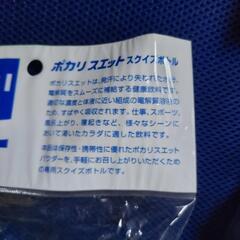 ポカリスエット スクイズボトル
ポカリスエットは、発汗により失われた水分、
電解質をスムーズに補給する健康飲料です。
適切な濃度と体液に近い組成の電解質溶液の
ため、すばやく吸収されます。仕事、スポーツ、
風呂上がり、寝起きなど、様々なシーンに
おいて渇いたカラダに適した飲料です。
本品は保存性・携帯性に優れたポカリスエット
パウダーを、手軽にお召し上がりいただくため
の専用スクイズボトルです。